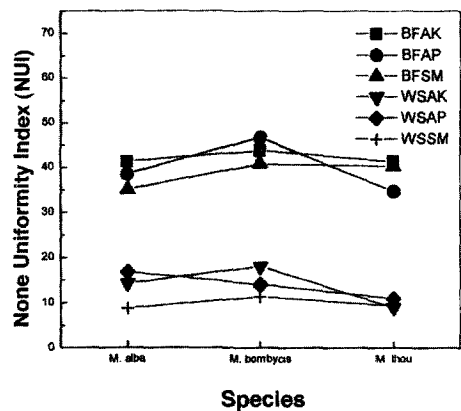 None Uniformity Index (NUI)
70
60
50
40
30
20
10
0
BFAK
BFAP
BFSM
WSAK
WSAP
WSSM
M. alba
M. bombycis
M. lhou
Species